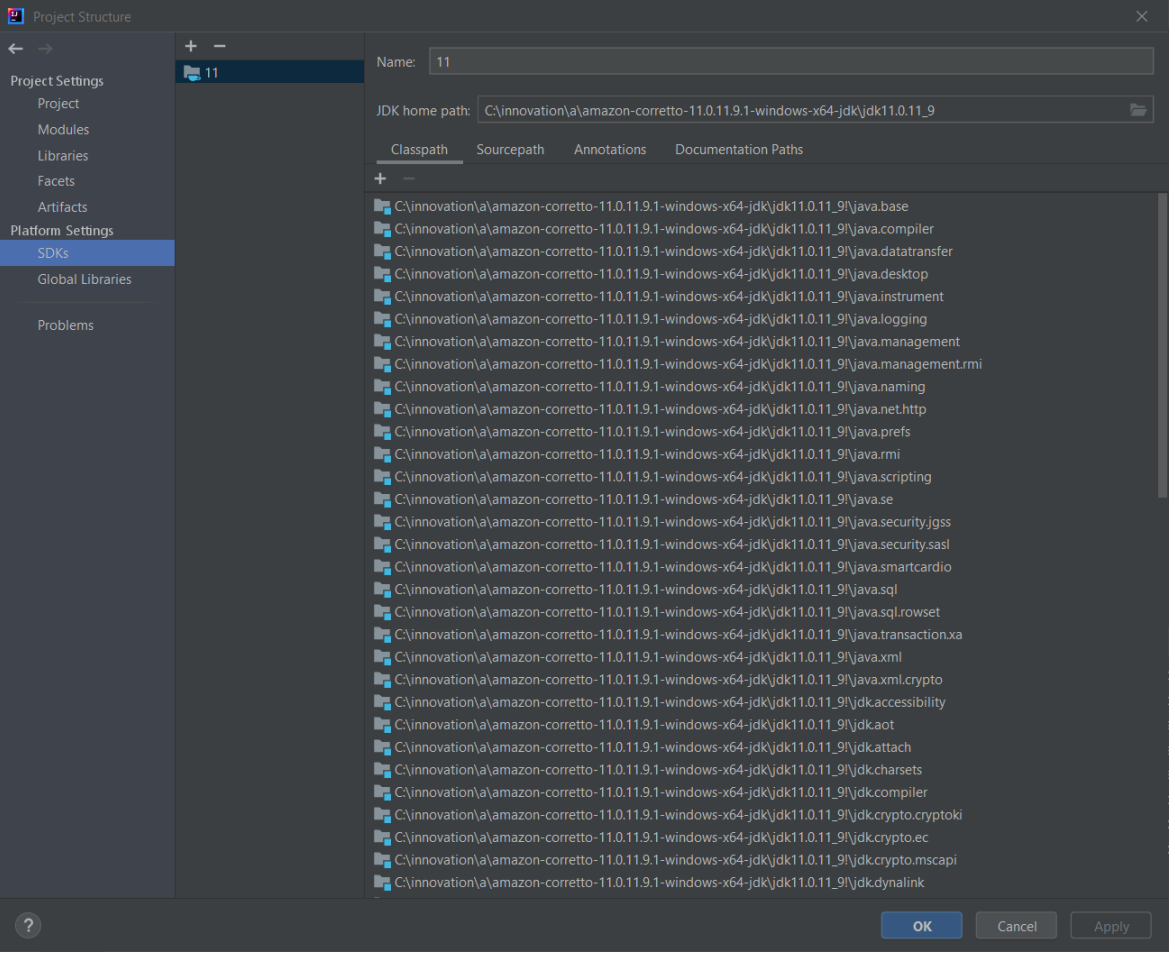 Project Structure
Project Settings
Project
Modules
Libraries
Facets
Artifacts
Platform Settings
SDKs
Global Libraries
Problems
11
Name: 11
JDK home path: C:\innovation\a\amazon-corretto-11.0.11.9.1-windows-x64-jdk\jdk11.0.11_9
Classpath Sourcepath Annotations Documentation Paths
C:\innovation\a\amazon-corretto-11.0.11.9.1-windows-x64-jdk\jdk11.0.11_9!\java.base
C:\innovation\a\amazon-corretto-11.0.11.9.1-windows-x64-jdk\jdk11.0.11_9!\java.compiler
C:\innovation\a\amazon-corretto-11.0.11.9.1-windows-x64-jdk\jdk11.0.11_9!\java.datatransfer
C:\innovation\a\amazon-corretto-11.0.11.9.1-windows-x64-jdk\jdk11.0.11_9!\java.desktop
C:\innovation\a\amazon-corretto-11.0.11.9.1-windows-x64-jdk\jdk11.0.11_9!\java.instrument
C:\innovation\a\amazon-corretto-11.0.11.9.1-windows-x64-jdk\jdk11.0.11_9!\java.logging
C:\innovation\a\amazon-corretto-11.0.11.9.1-windows-x64-jdk\jdk11.0.11_9!\java.management
C:\innovation\a\amazon-corretto-11.0.11.9.1-windows-x64-jdk\jdk11.0.11_9!\java.management.rmi
C:\innovation\a\amazon-corretto-11.0.11.9.1-windows-x64-jdk\jdk11.0.11_9!\java.naming
C:\innovation\a\amazon-corretto-11.0.11.9.1-windows-x64-jdk\jdk11.0.11_9!\java.net.http
C:\innovation\a\amazon-corretto-11.0.11.9.1-windows-x64-jdk\jdk11.0.11_9!\java.prefs
C:\innovation\a\amazon-corretto-11.0.11.9.1-windows-x64-jdk\jdk11.0.11_9!\java.rmi
C:\innovation\a\amazon-corretto-11.0.11.9.1-windows-x64-jdk\jdk11.0.11_9!\java.scripting
C:\innovation\a\amazon-corretto-11.0.11.9.1-windows-x64-jdk\jdk11.0.11_9!\java.se
C:\innovation\a\amazon-corretto-11.0.11.9.1-windows-x64-jdk\jdk11.0.11_9!\java.security.jgss
C:\innovation\a\amazon-corretto-11.0.11.9.1-windows-x64-jdk\jdk11.0.11_9!\java.security.sasl
C:\innovation\a\amazon-corretto-11.0.11.9.1-windows-x64-jdk\jdk11.0.11_9!\java.smartcardio
C:\innovation\a\amazon-corretto-11.0.11.9.1-windows-x64-jdk\jdk11.0.11_9!\java.sql
C:\innovation\a\amazon-corretto-11.0.11.9.1-windows-x64-jdk\jdk11.0.11_9!\java.sql.rowset
C:\innovation\a\amazon-corretto-11.0.11.9.1-windows-x64-jdk\jdk11.0.11_9!\java.transaction.xa
C:\innovation\a\amazon-corretto-11.0.11.9.1-windows-x64-jdk\jdk11.0.11_9!\java.xml
C:\innovation\a\amazon-corretto-11.0.11.9.1-windows-x64-jdk\jdk11.0.11_9!\java.xml.crypto
C:\innovation\a\amazon-corretto-11.0.11.9.1-windows-x64-jdk\jdk11.0.11_9!\jdk.accessibility
C:\innovation\a\amazon-corretto-11.0.11.9.1-windows-x64-jdk\jdk11.0.11_9!\jdk.aot
C:\innovation\a\amazon-corretto-11.0.11.9.1-windows-x64-jdk\jdk11.0.11_9!\jdk.attach
C:\innovation\a\amazon-corretto-11.0.11.9.1-windows-x64-jdk\jdk11.0.11_9!\jdk.charsets
C:\innovation\a\amazon-corretto-11.0.11.9.1-windows-x64-jdk\jdk11.0.11_9!\jdk.compiler
C:\innovation\a\amazon-corretto-11.0.11.9.1-windows-x64-jdk\jdk11.0.11_9!\jdk.crypto.cryptoki
C:\innovation\a\amazon-corretto-11.0.11.9.1-windows-x64-jdk\jdk11.0.11_9!\jdk.crypto.ec
C:\innovation\a\amazon-corretto-11.0.11.9.1-windows-x64-jdk\jdk11.0.11_9!\jdk.crypto.mscapi
C:\innovation\a\amazon-corretto-11.0.11.9.1-windows-x64-jdk\jdk11.0.11_9!\jdk.dynalink
? OK Cancel Apply